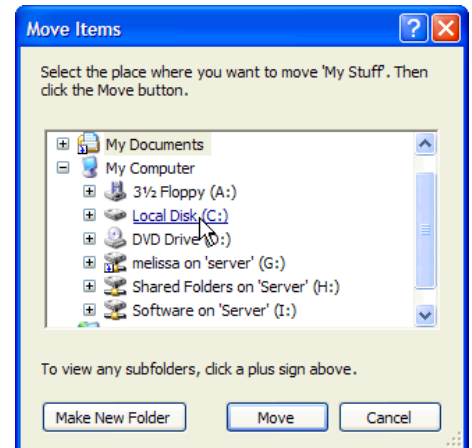 Move Items
Select the place where you want to move 'My Stuff'. Then
click the Move button.
My Documents
My Computer
3½ Floppy (A:)
Local Disk (C:)
DVD Drive (D:)
melissa on 'server' (G:)
Shared Folders on 'Server' (H:)
Software on 'Server' (I:)
To view any subfolders, click a plus sign above.
Make New Folder Move Cancel